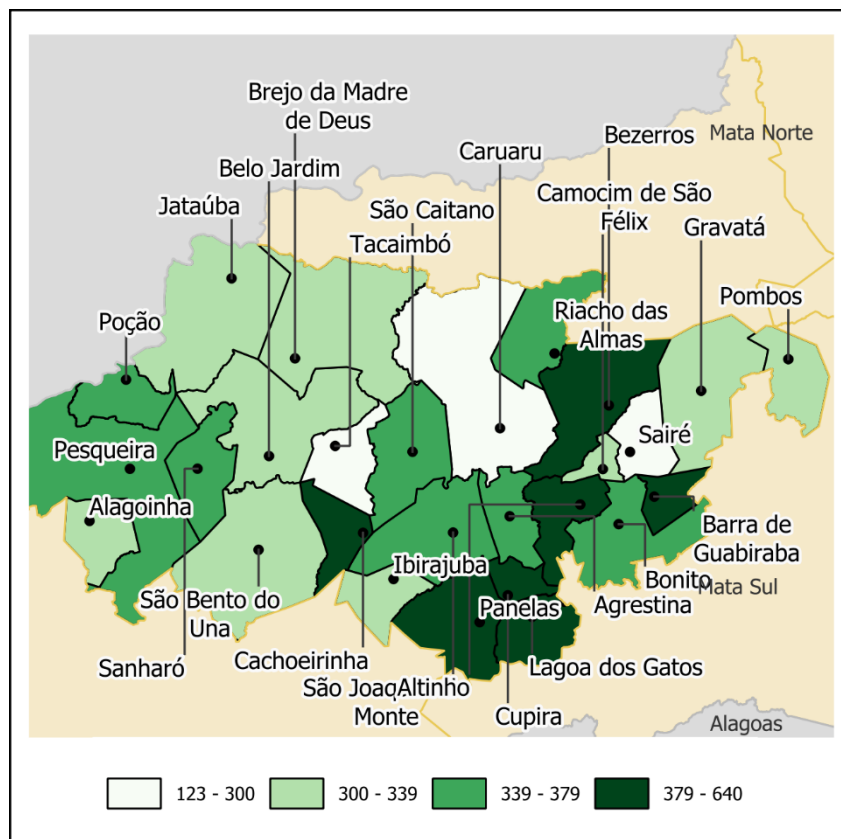 Brejo da Madre
de Deus
Bezerros
Mata Norte
Caruaru
Belo Jardim
Camocim de São
Félix
Jataúba
São Caitano
Gravatá
Tacaimbó
Pombos
Poção
Riacho das
Almas
Pesqueira
Sairé
Alagoinha
Barra de
Guabiraba
Ibirajuba
Bonito
Mata Sul
São Bento do
Una
Panelas
Agrestina
Sanharó
Cachoeirinha
Lagoa dos Gatos
São Joaq
Monte
Altinho
Cupira
Alagoas
123 - 300
300 - 339
339 - 379
379 - 640